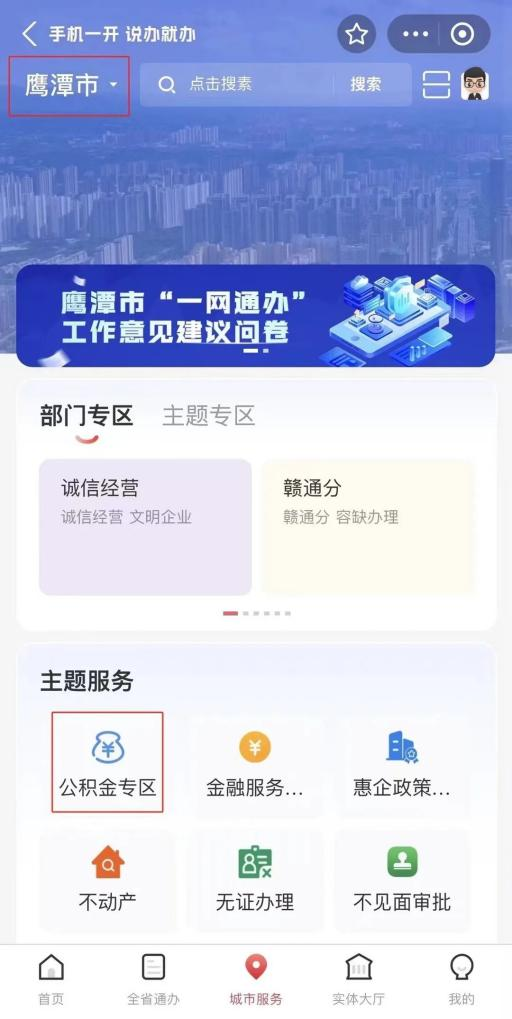 手机一开 说办就办
鹰潭市
点击搜素
搜索
鹰潭市“一网通办”
工作意见建议问卷
部门专区 主题专区
诚信经营
诚信经营 文明企业
赣通分
赣通分 容缺办理
主题服务
公积金专区
金融服务...
惠企政策...
不动产
无证办理
不见面审批
首页
全省通办
城市服务
实体大厅
我的